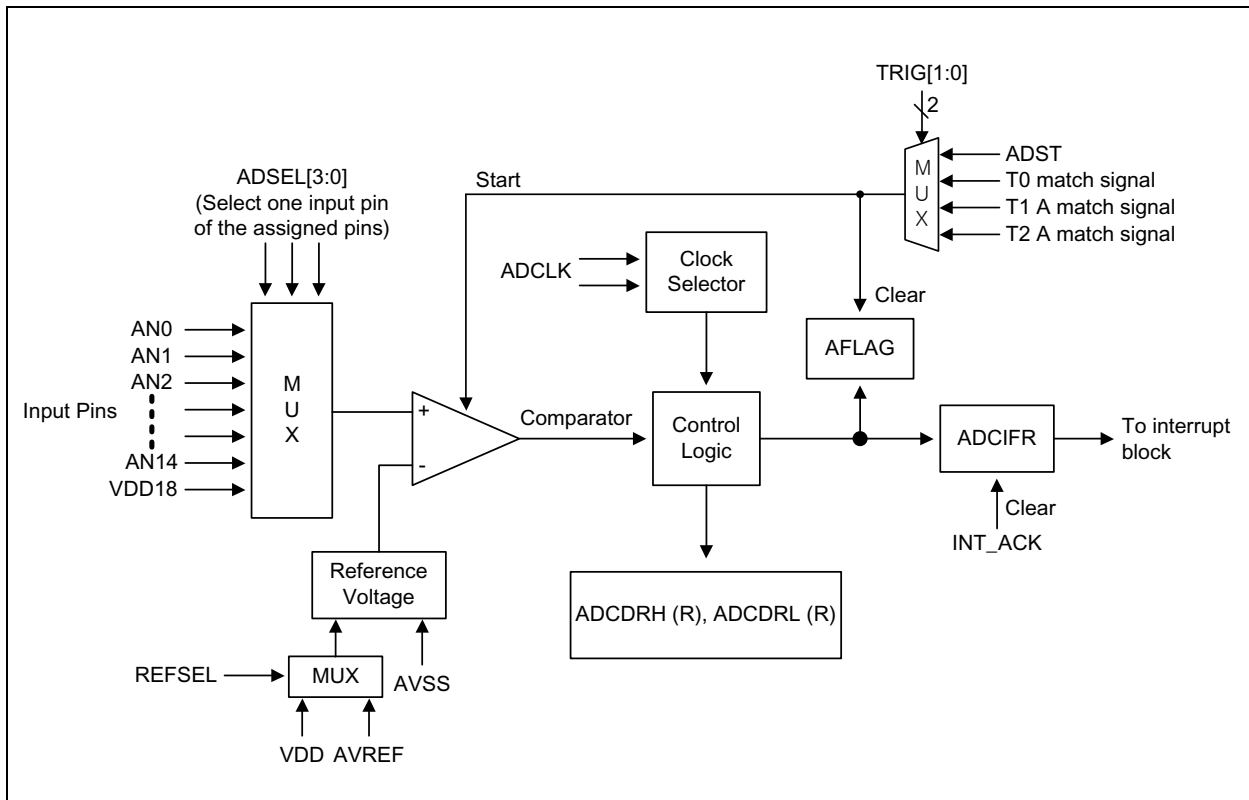 TRIG[1:0]
2
MUX
ADST
T0 match signal
T1 A match signal
T2 A match signal
ADSEL[3:0]
(Select one input pin
of the assigned pins)
Start
ADCLK
Clock
Selector
Clear
AFLAG
Input Pins
AN0
AN1
AN2
AN14
VDD18
MUX
+
-
Comparator
Control
Logic
ADCIFR
To interrupt
block
Clear
INT_ACK
Reference
Voltage
ADCDRH (R), ADCDRL (R)
REFSEL
MUX
AVSS
VDD
AVREF